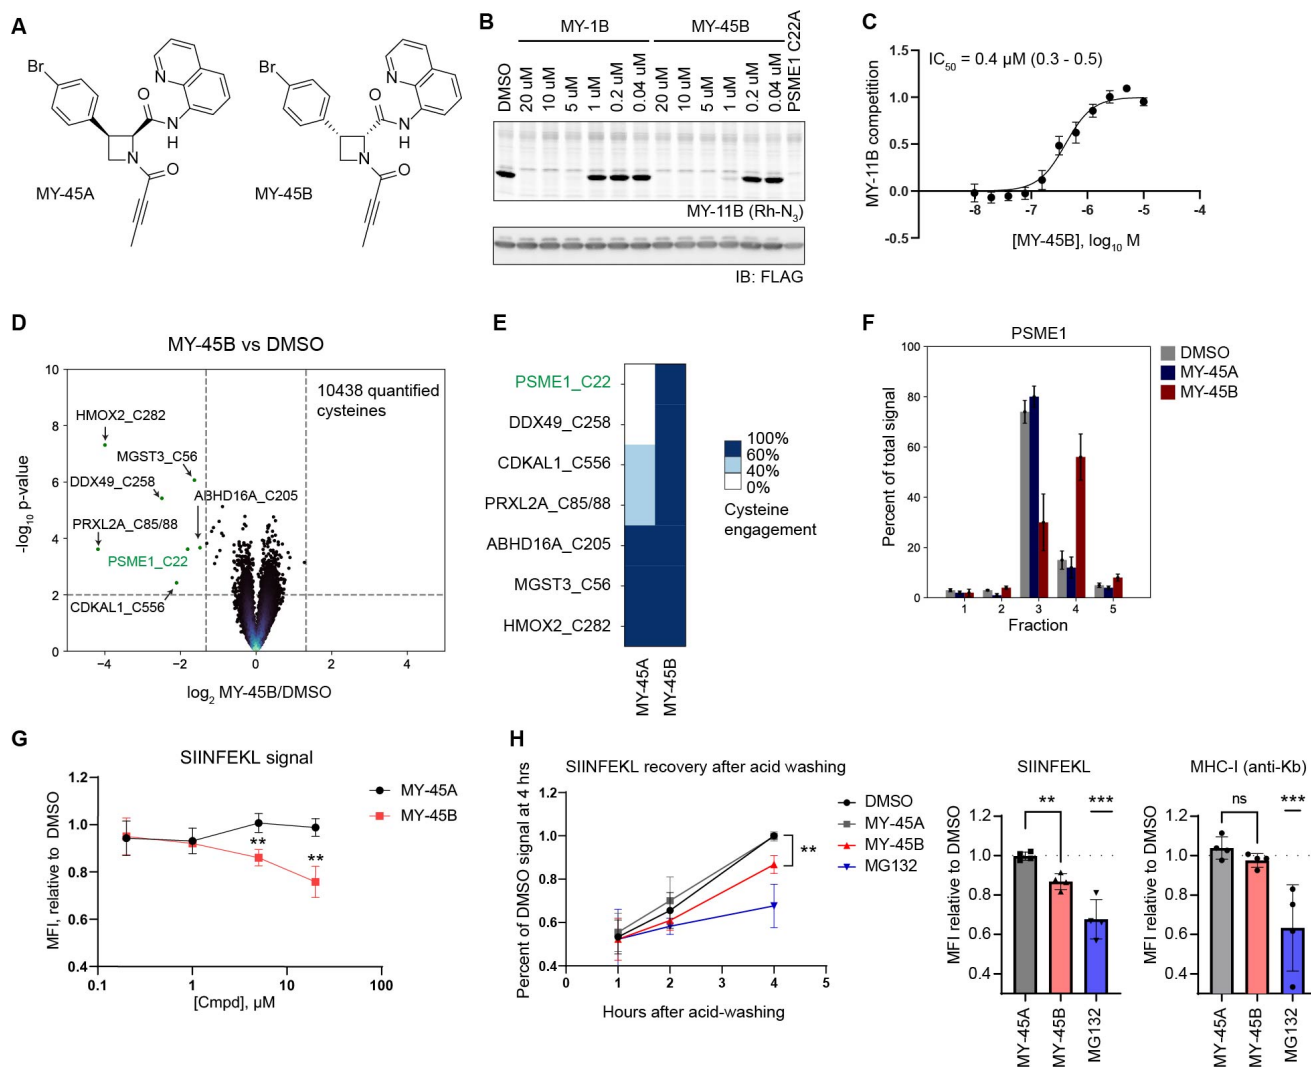 A
Br
N
O
N
H
N
O
MY-45A
Br
N
O
N
H
N
O
MY-45B
B
MY-1B
MY-45B
DMSO
20 uM
10 uM
5 uM
1 uM
0.2 uM
0.04 uM
20 uM
10 uM
5 uM
1 uM
0.2 uM
0.04 uM
PSME1 C22A
MY-11B (Rh-N3)
IB: FLAG
C
IC50 = 0.4 µM (0.3 - 0.5)
MY-11B competition
1.5
1.0
0.5
0.0
-0.5
-8
-7
-6
-5
-4
[MY-45B], log10 M
D
MY-45B vs DMSO
10438 quantified
cysteines
HMOX2_C282
MGST3_C56
DDX49_C258
ABHD16A_C205
PRXL2A_C85/88
PSME1_C22
CDKAL1_C556
-log10 p-value
10
8
6
4
2
0
−4
−2
0
2
4
log2 MY-45B/DMSO
E
PSME1_C22
DDX49_C258
CDKAL1_C556
PRXL2A_C85/88
ABHD16A_C205
MGST3_C56
HMOX2_C282
MY-45A
MY-45B
100%
60%
40%
0%
Cysteine
engagement
F
PSME1
DMSO
MY-45A
MY-45B
Percent of total signal
100
80
60
40
20
0
1
2
3
4
5
Fraction
G
SIINFEKL signal
MY-45A
MY-45B
MFI, relative to DMSO
1.2
1.0
0.8
0.6
0.4
**
**
0.1
1
10
100
[Cmpd], µM
H
SIINFEKL recovery after acid washing
DMSO
MY-45A
MY-45B
MG132
**
Percent of DMSO signal at 4 hrs
1.2
1.0
0.8
0.6
0.4
0
1
2
3
4
5
Hours after acid-washing
SIINFEKL
**
***
MFI relative to DMSO
1.2
1.0
0.8
0.6
0.4
MY-45A
MY-45B
MG132
MHC-I (anti-Kb)
ns
***
MFI relative to DMSO
1.2
1.0
0.8
0.6
0.4
MY-45A
MY-45B
MG132